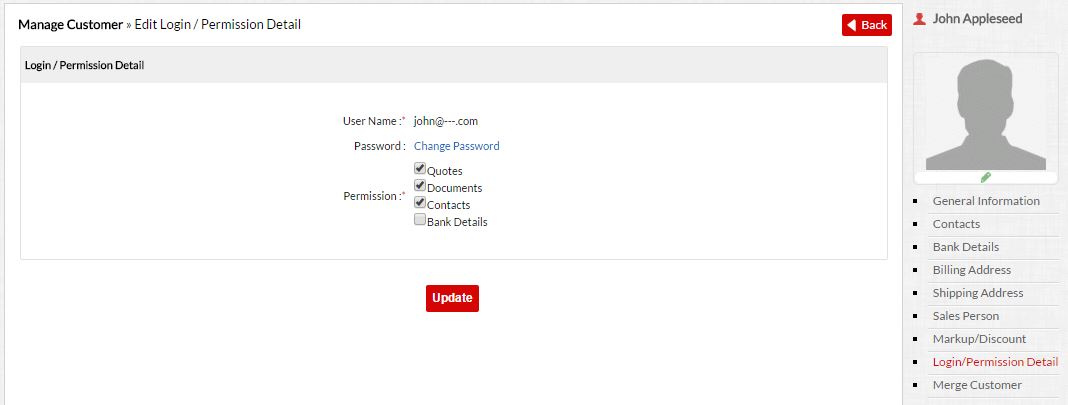 Manage Customer » Edit Login / Permission Detail
Back
Login / Permission Detail
User Name :* john@---.com
Password : Change Password
Permission :*
Quotes
Documents
Contacts
Bank Details
Update
John Appleseed
General Information
Contacts
Bank Details
Billing Address
Shipping Address
Sales Person
Markup/Discount
Login/Permission Detail
Merge Customer